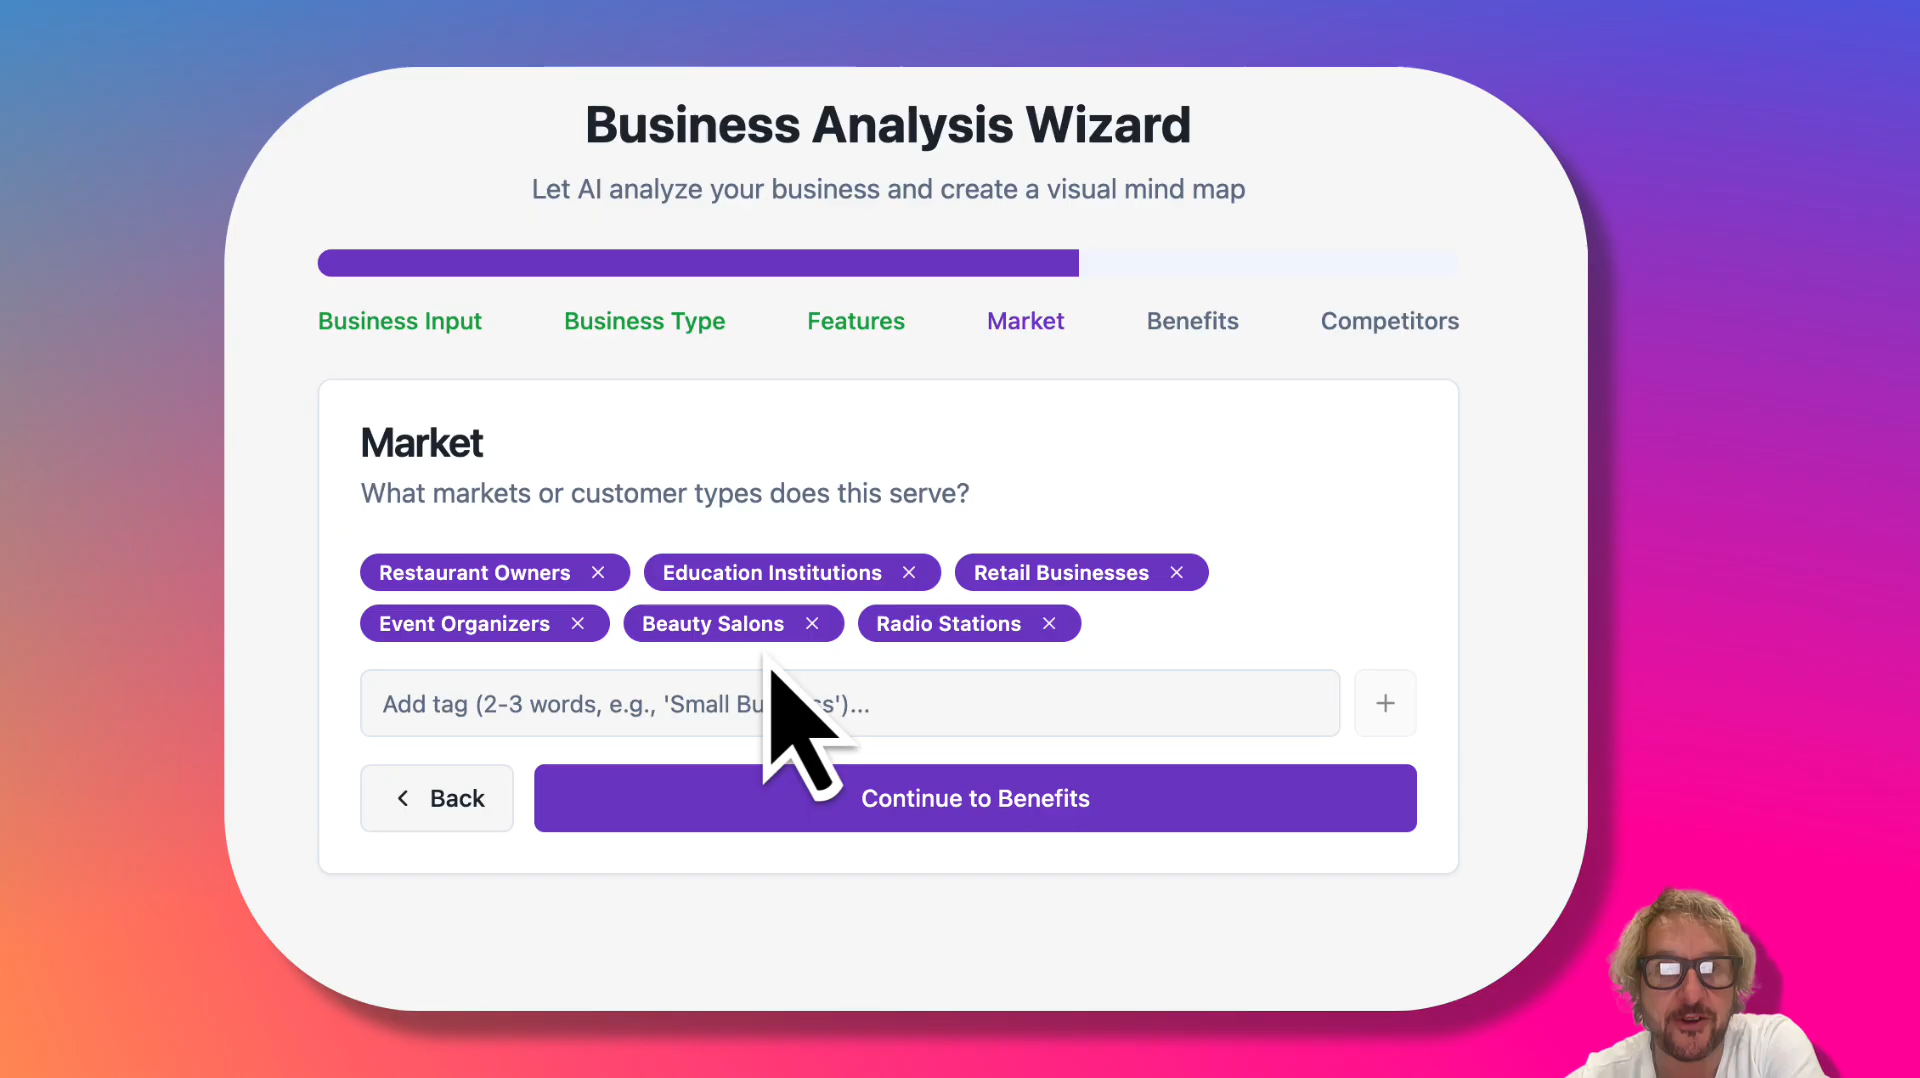 Business Analysis Wizard
Let AI analyze your business and create a visual mind map
Business Input Business Type Features Market Benefits Competitors
Market
What markets or customer types does this serve?
Restaurant Owners × Education Institutions × Retail Businesses ×
Event Organizers × Beauty Salons × Radio Stations ×
Add tag (2-3 words, e.g., 'Small Bu s')...
+
< Back Continue to Benefits